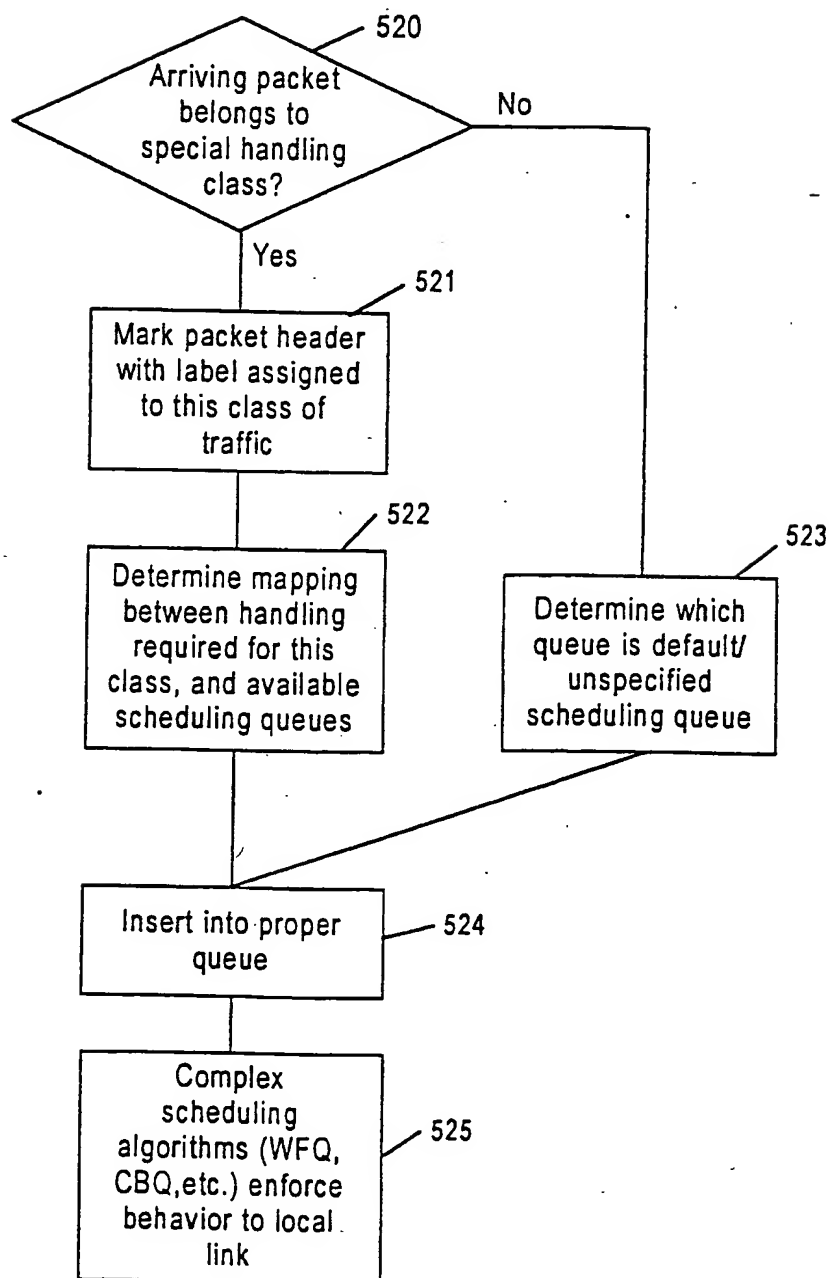 520
Arriving packet
belongs to
special handling
class?
No
Yes
521
Mark packet header
with label assigned
to this class of
traffic
522
Determine mapping
between handling
required for this
class, and available
scheduling queues
523
Determine which
queue is default/
unspecified
scheduling queue
Insert into proper
queue
524
Complex
scheduling
algorithms (WFQ,
CBQ,etc.) enforce
behavior to local
link
525